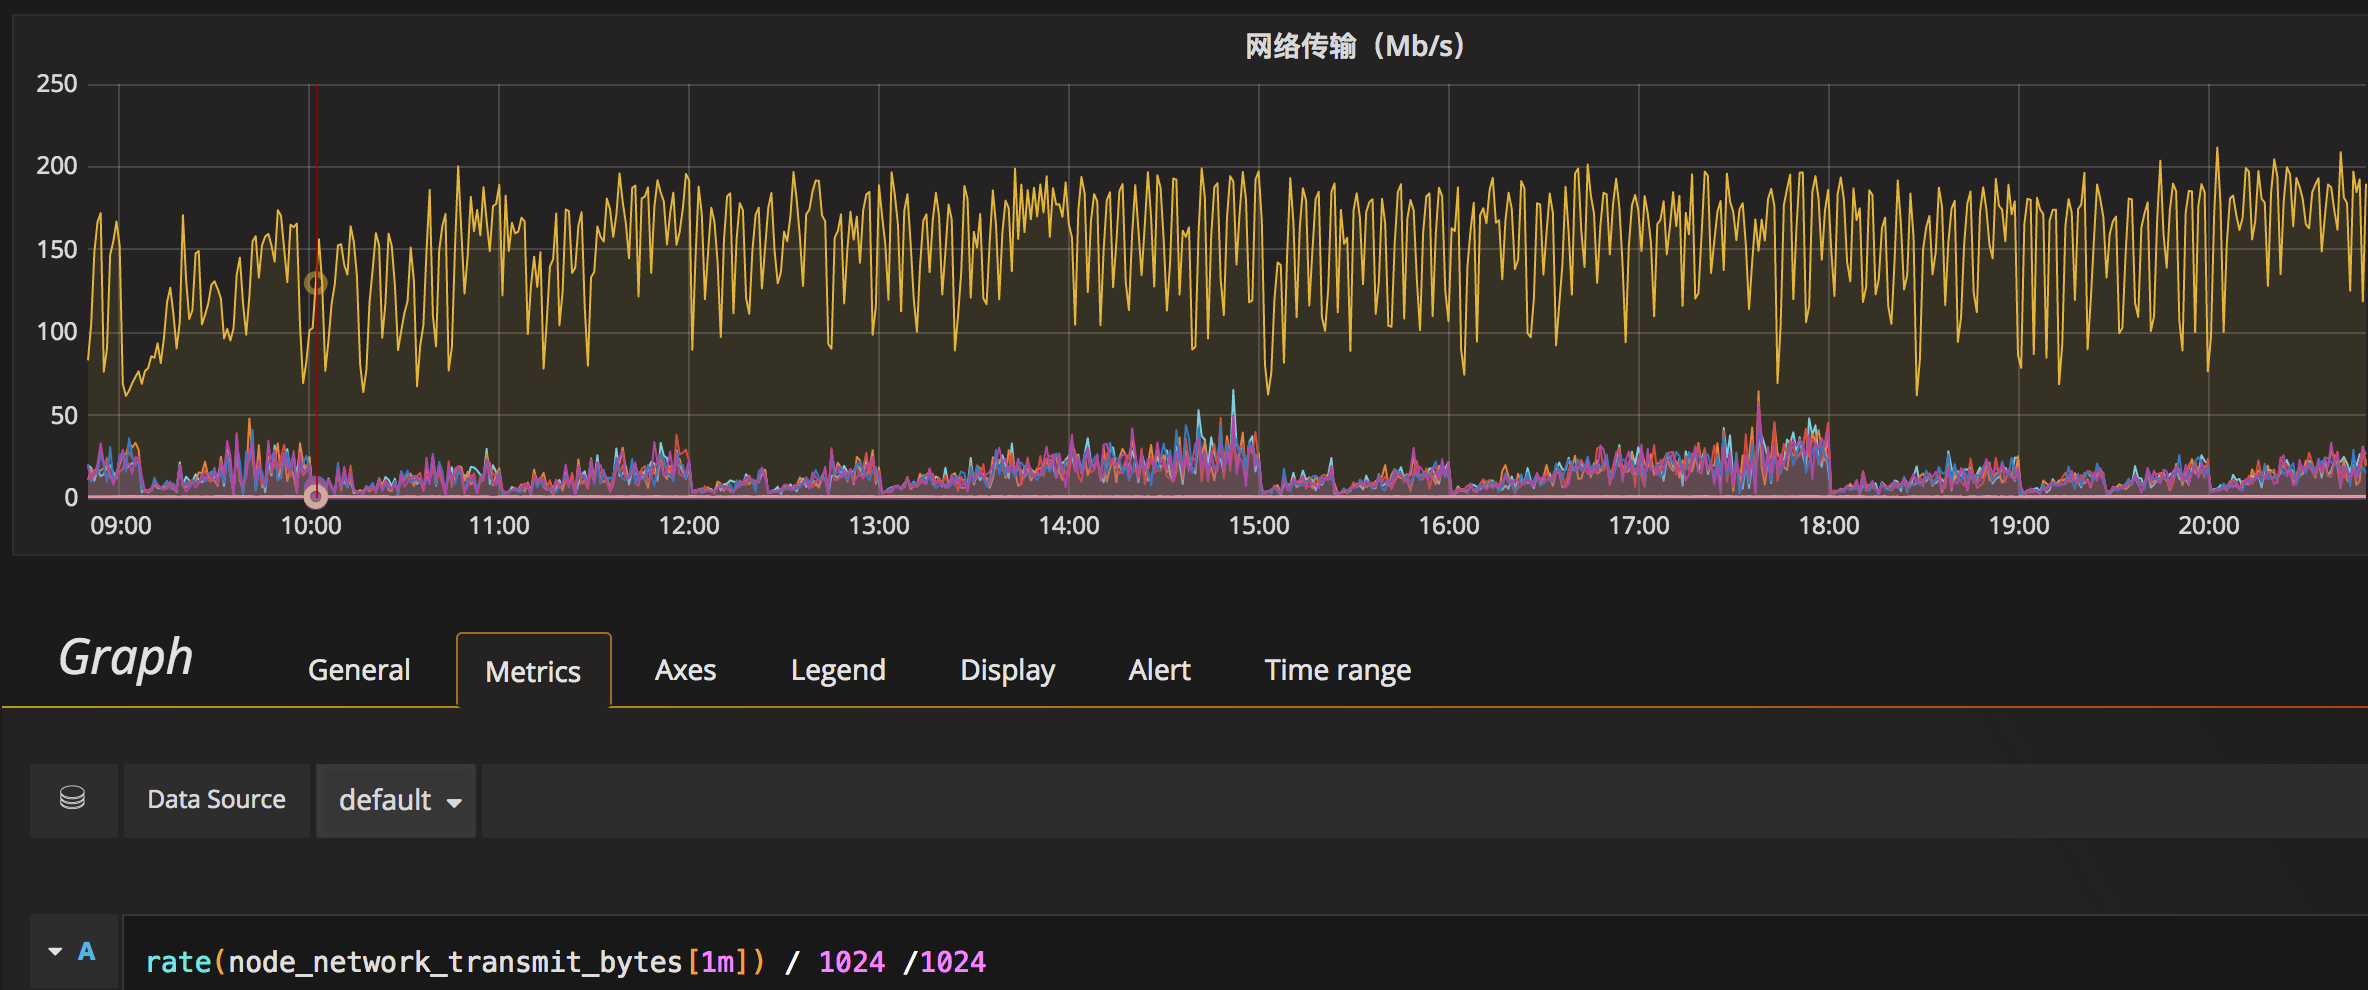 网络传输（Mb/s）
250
200
150
100
50
0
09:00 10:00 11:00 12:00 13:00 14:00 15:00 16:00 17:00 18:00 19:00 20:00
Graph General Metrics Axes Legend Display Alert Time range
Data Source default
A rate(node_network_transmit_bytes[1m]) / 1024 /1024